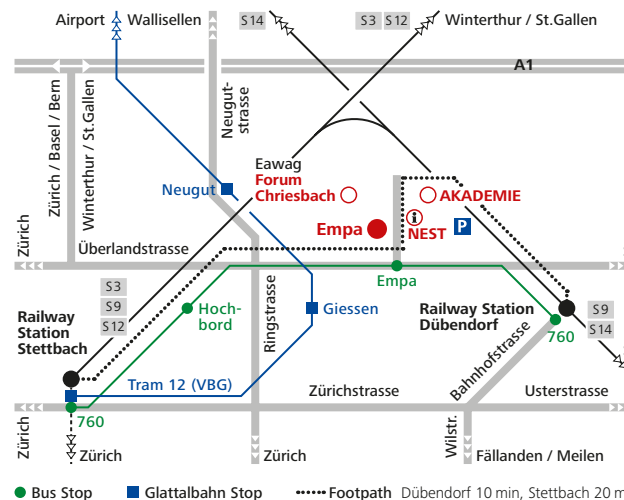 Airport Wallisellen
S14
S3 S12
Winterthur / St.Gallen
A1
Neugut-
strasse
Zürich / Basel / Bern
Winterthur / St.Gallen
Eawag
Forum
Chriesbach
AKADEMIE
Neugut
Empa
NEST
i
P
Zürich
Überlandstrasse
Empa
S3
S9
S12
Hoch-
bord
Ringstrasse
Giessen
Railway Station
Dübendorf
S9
S14
760
Railway
Station
Stettbach
Bahnhofstrasse
Tram 12 (VBG)
Zürichstrasse
Usterstrasse
760
Zürich
Zürich
Zürich
Wilstr.
Fällanden / Meilen
Bus Stop Glattalbahn Stop Footpath Dübendorf 10 min, Stettbach 20 m